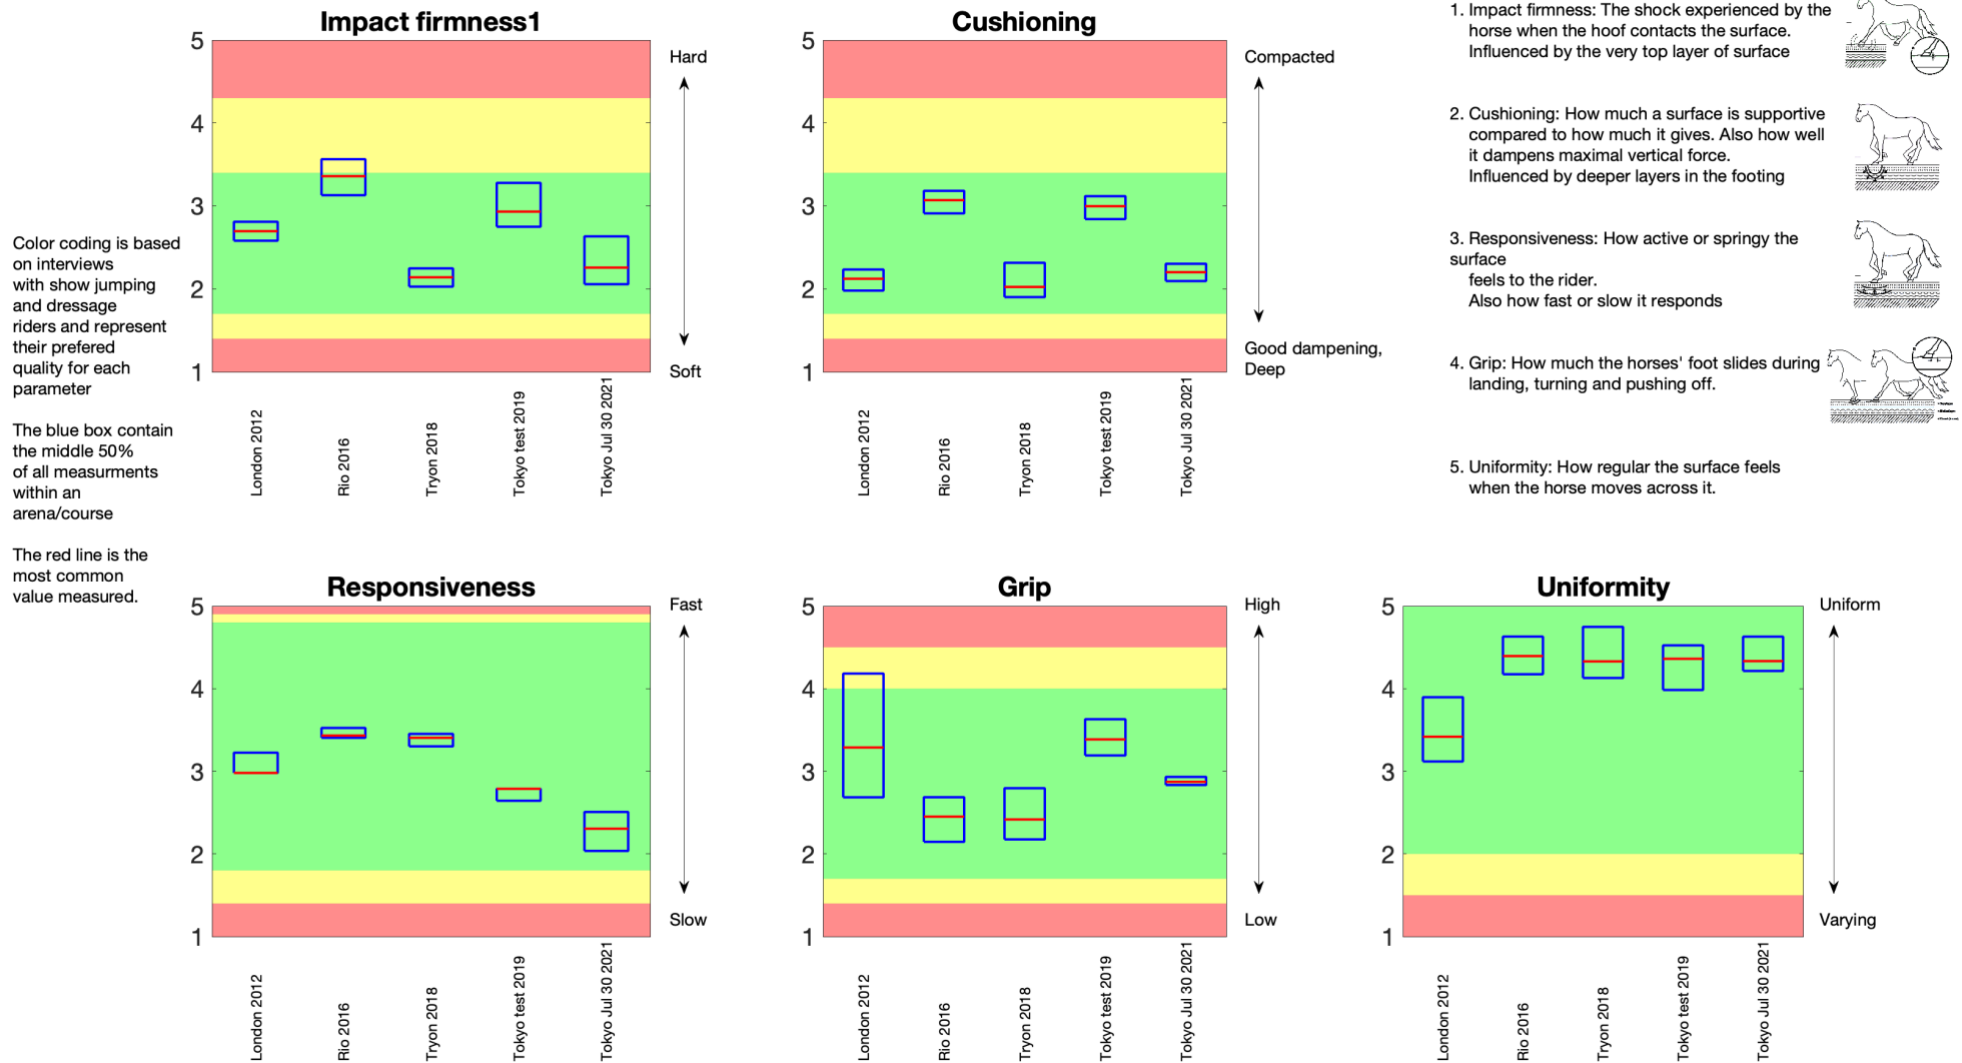 Impact firmness1
5
4
3
2
1
Hard
Soft
London 2012
Rio 2016
Tryon 2018
Tokyo test 2019
Tokyo Jul 30 2021
Cushioning
5
4
3
2
1
Compacted
Good dampening,
Deep
London 2012
Rio 2016
Tryon 2018
Tokyo test 2019
Tokyo Jul 30 2021
1. Impact firmness: The shock experienced by the
horse when the hoof contacts the surface.
Influenced by the very top layer of surface
2. Cushioning: How much a surface is supportive
compared to how much it gives. Also how well
it dampens maximal vertical force.
Influenced by deeper layers in the footing
3. Responsiveness: How active or springy the
surface
feels to the rider.
Also how fast or slow it responds
4. Grip: How much the horses' foot slides during
landing, turning and pushing off.
5. Uniformity: How regular the surface feels
when the horse moves across it.
Color coding is based
on interviews
with show jumping
and dressage
riders and represent
their prefered
quality for each
parameter
The blue box contain
the middle 50%
of all measurments
within an
arena/course
The red line is the
most common
value measured.
Responsiveness
5
4
3
2
1
Fast
Slow
London 2012
Rio 2016
Tryon 2018
Tokyo test 2019
Tokyo Jul 30 2021
Grip
5
4
3
2
1
High
Low
London 2012
Rio 2016
Tryon 2018
Tokyo test 2019
Tokyo Jul 30 2021
Uniformity
5
4
3
2
1
Uniform
Varying
London 2012
Rio 2016
Tryon 2018
Tokyo test 2019
Tokyo Jul 30 2021